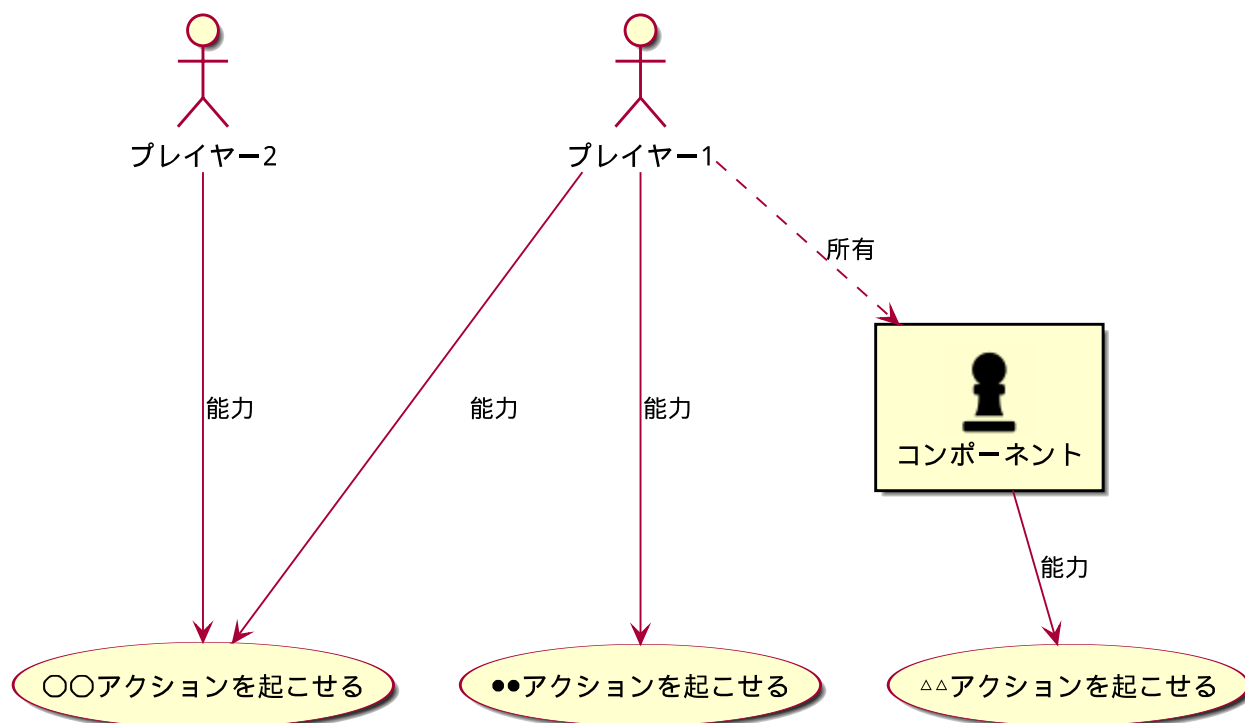 プレイヤー2
プレイヤー1
所有
能力
能力
能力
コンポーネント
能力
〇〇アクションを起こせる
●●アクションを起こせる
△△アクションを起こせる